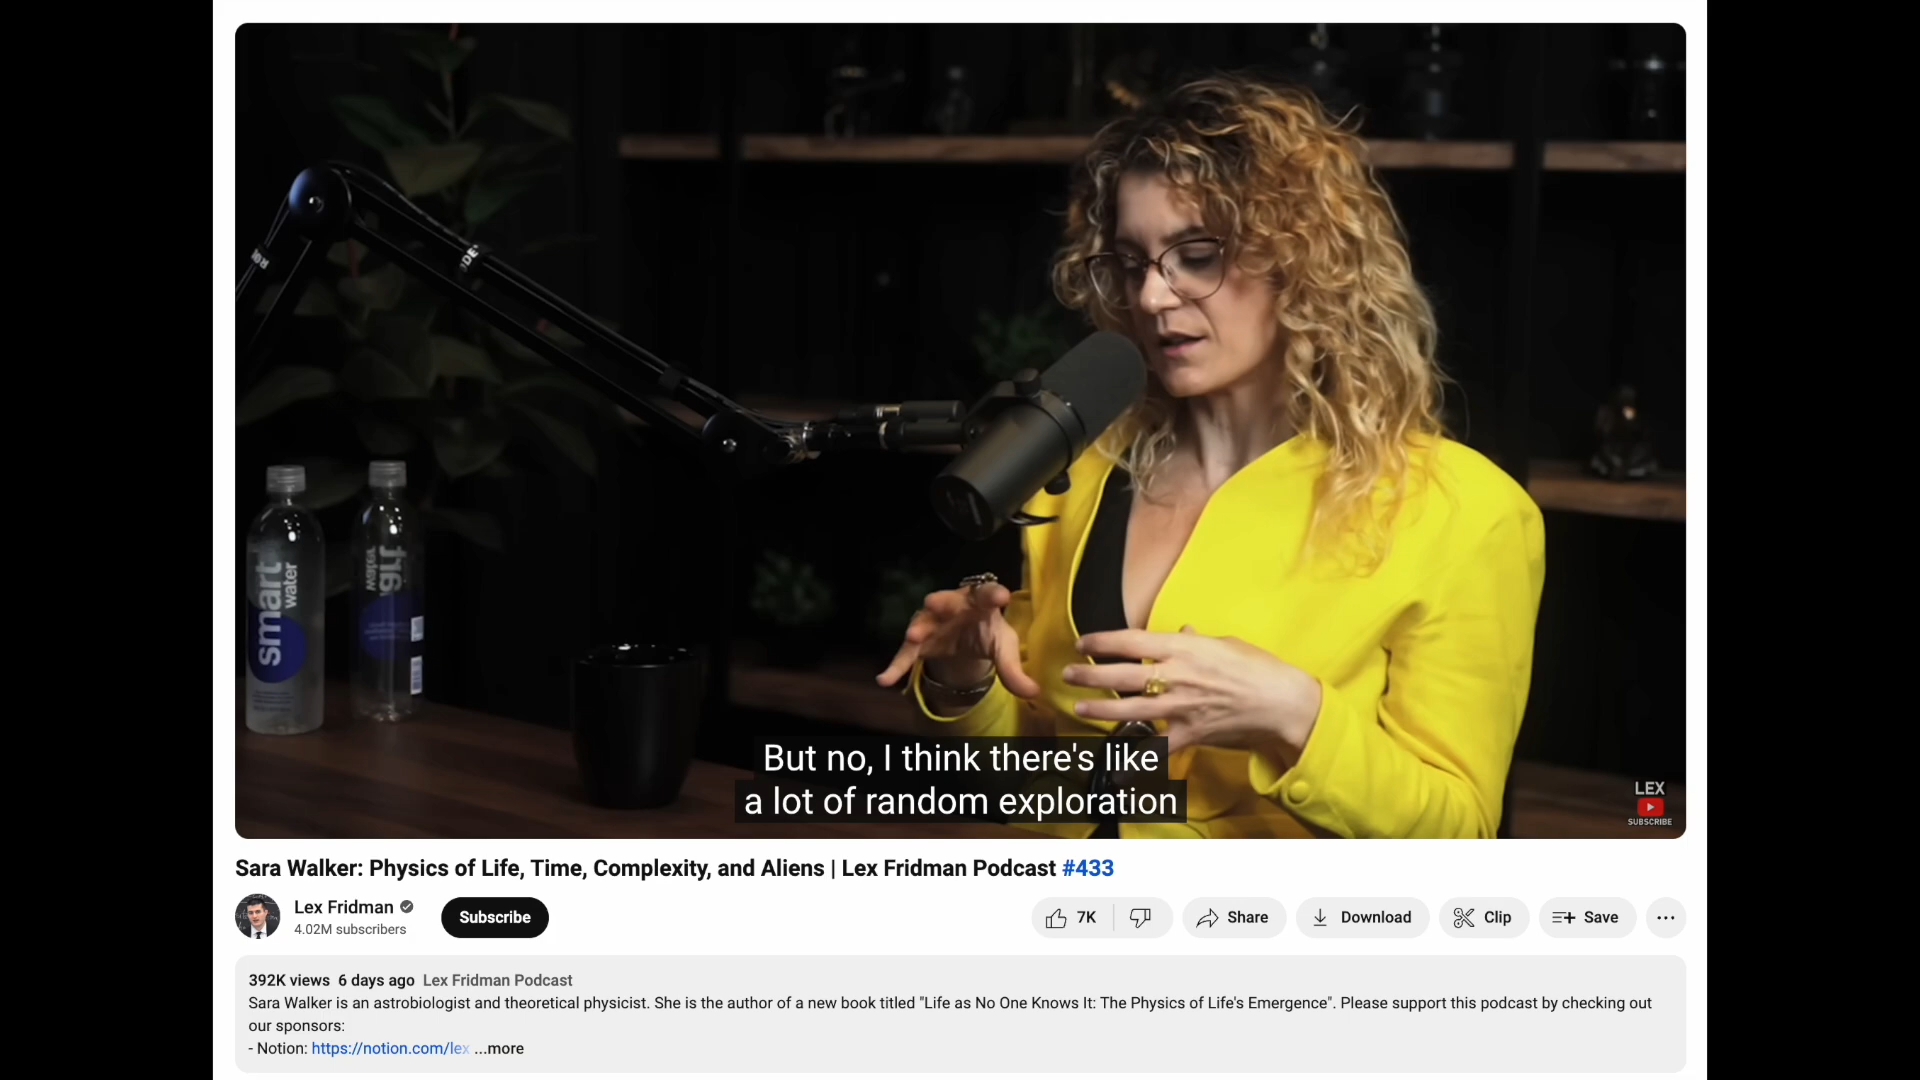 RO
DE
smart
water
smart
water
But no, I think there's like
a lot of random exploration
LEX
SUBSCRIBE
Sara Walker: Physics of Life, Time, Complexity, and Aliens | Lex Fridman Podcast #433
Lex Fridman
4.02M subscribers
Subscribe
7K
Share
Download
Clip
Save
392K views 6 days ago Lex Fridman Podcast
Sara Walker is an astrobiologist and theoretical physicist. She is the author of a new book titled "Life as No One Knows It: The Physics of Life's Emergence". Please support this podcast by checking out
our sponsors:
- Notion: https://notion.com/lex ...more